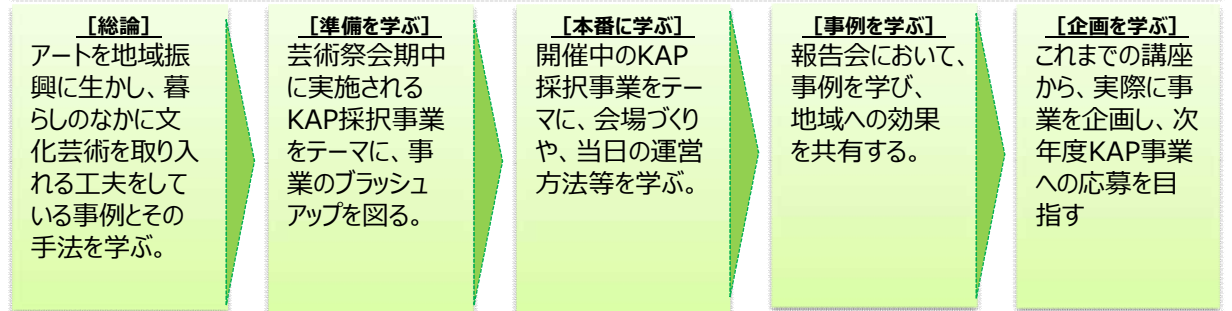 [総論]
アートを地域振
興に生かし、暮
らしのなかに文
化芸術を取り入
れる工夫をして
いる事例とその
手法を学ぶ。
[準備を学ぶ]
芸術祭会期中
に実施される
KAP採択事業
をテーマに、事
業のブラッシュ
アップを図る。
[本番に学ぶ]
開催中のKAP
採択事業をテー
マに、会場づくり
や、当日の運営
方法等を学ぶ。
[事例を学ぶ]
報告会において、
事例を学び、
地域への効果
を共有する。
[企画を学ぶ]
これまでの講座
から、実際に事
業を企画し、次
年度KAP事業
への応募を目
指す